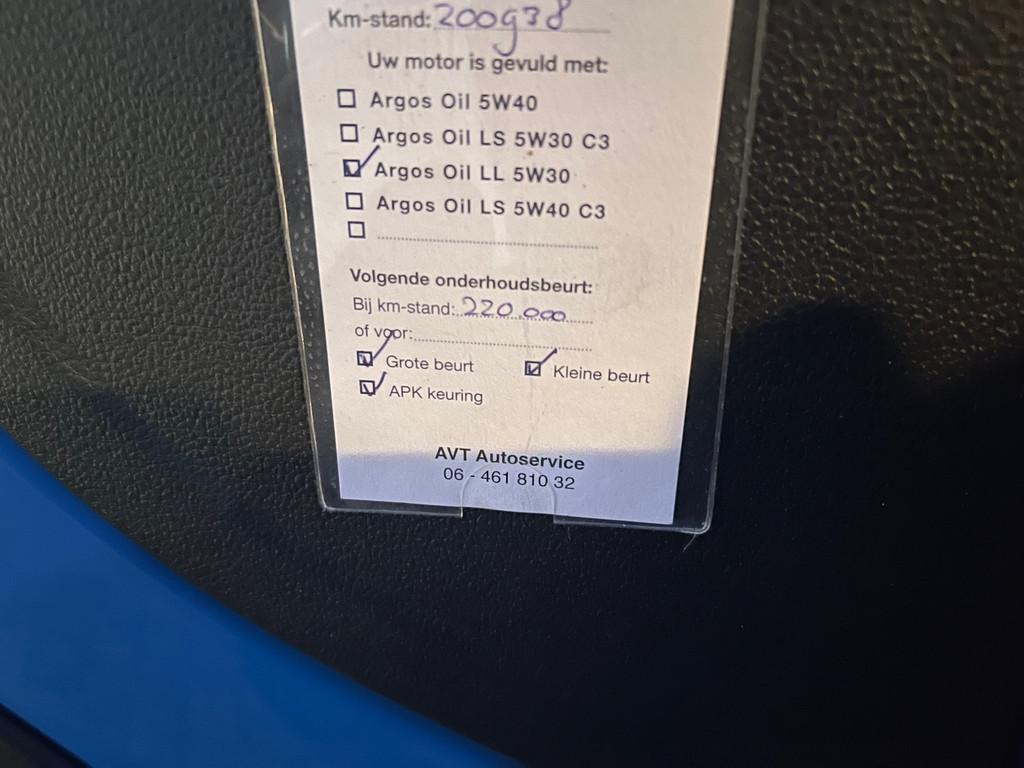 Km-stand: 200938
Uw motor is gevuld met:
Argos Oil 5W40
Argos Oil LS 5W30 C3
Argos Oil LL 5W30
Argos Oil LS 5W40 C3
Volgende onderhoudsbeurt:
Bij km-stand: 220.000
of voor:
Grote beurt Kleine beurt
APK keuring
AVT Autoservice
06 - 461 810 32